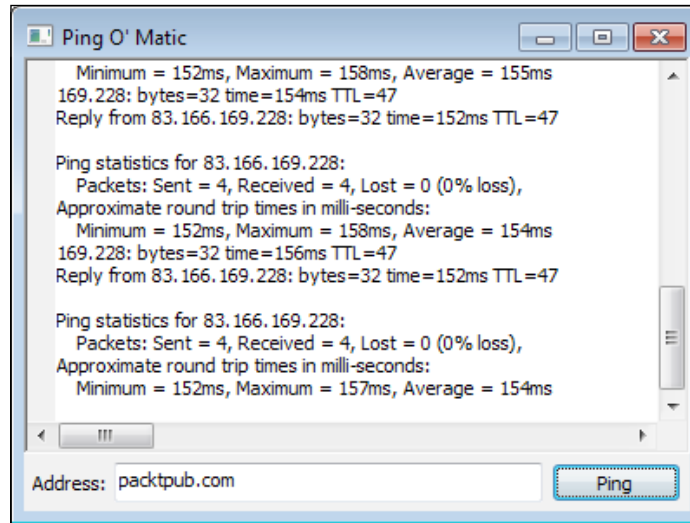 Ping O' Matic
Minimum = 152ms, Maximum = 158ms, Average = 155ms
169.228: bytes=32 time=154ms TTL=47
Reply from 83.166.169.228: bytes=32 time=152ms TTL=47
Ping statistics for 83.166.169.228:
Packets: Sent = 4, Received = 4, Lost = 0 (0% loss),
Approximate round trip times in milli-seconds:
Minimum = 152ms, Maximum = 158ms, Average = 154ms
169.228: bytes=32 time=156ms TTL=47
Reply from 83.166.169.228: bytes=32 time=152ms TTL=47
Ping statistics for 83.166.169.228:
Packets: Sent = 4, Received = 4, Lost = 0 (0% loss),
Approximate round trip times in milli-seconds:
Minimum = 152ms, Maximum = 157ms, Average = 154ms
Address: packtpub.com Ping